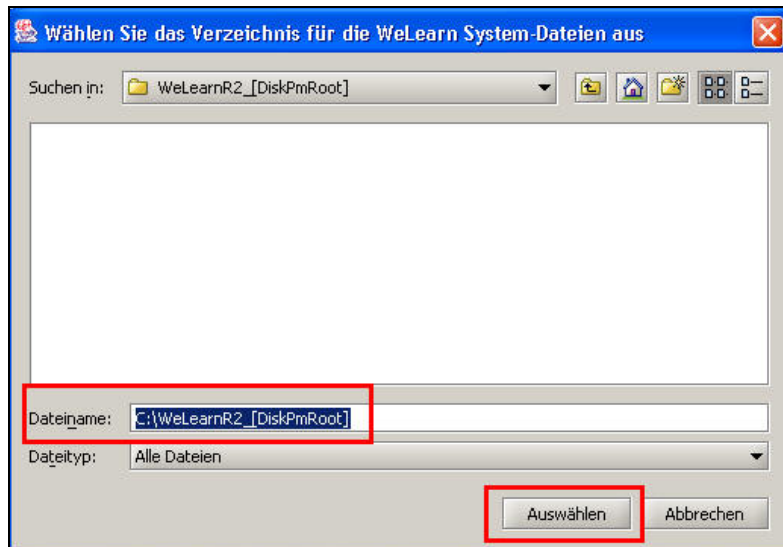 Wählen Sie das Verzeichnis für die WeLearn System-Dateien aus
Suchen in: WeLearnR2_[DiskPmRoot]
Dateiname: C:\WeLearnR2_[DiskPmRoot]
Dateityp: Alle Dateien
Auswählen Abbrechen